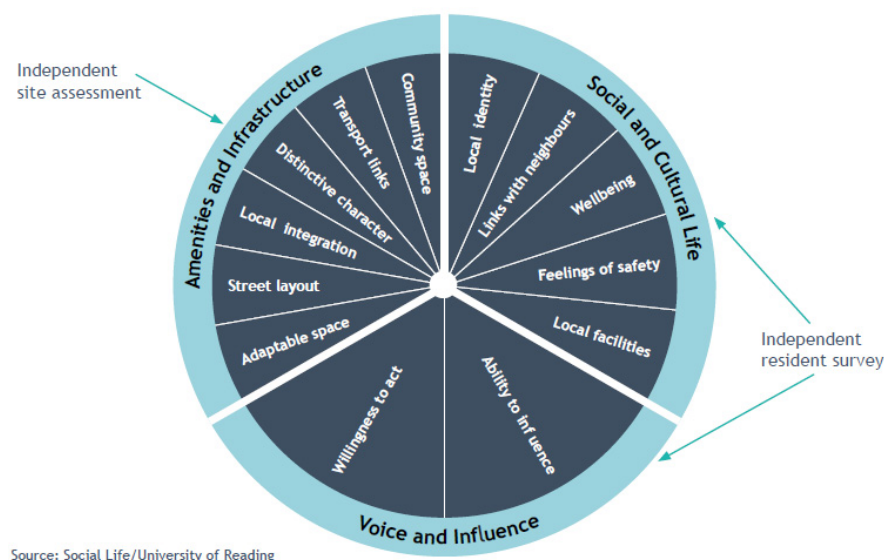 Independent
site assessment
Amenities and Infrastructure
Community space
Transport links
Distinctive character
Local integration
Street layout
Adaptable space
Social and Cultural Life
Local identity
Links with neighbours
Wellbeing
Feelings of safety
Local facilities
Independent
resident survey
Willingness to act
Ability to inf uence
Voice and Influence
Source: Social Life/University of Reading